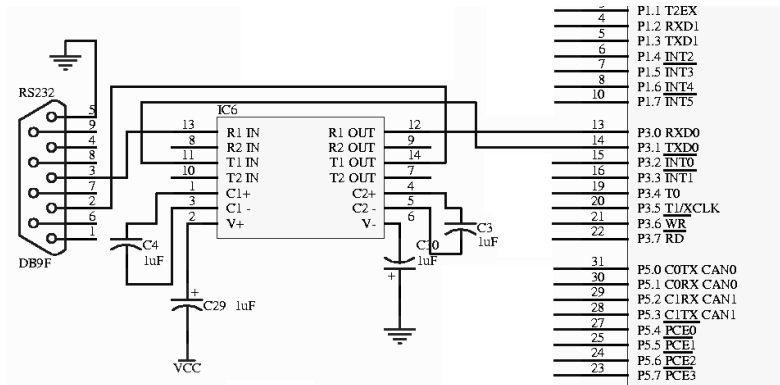 P1.1 T2EX
4 P1.2 RXD1
5 P1.3 TXD1
6 P1.4 INT2
7 P1.5 INT3
8 P1.6 INT4
10 P1.7 INT5
RS232
5
9
4
8
3
7
2
6
1
DB9F
IC6
13 R1 IN R1 OUT 12
8 R2 IN R2 OUT 9
11 T1 IN T1 OUT 14
10 T2 IN T2 OUT 7
1 C1+ C2+ 4
3 C1 - C2 - 5
2 V+ V- 6
C4
1uF
C3
1uF
C30
1uF
+
+
C29 1uF
VCC
13 P3.0 RXD0
14 P3.1 TXD0
15 P3.2 INT0
16 P3.3 INT1
19 P3.4 T0
20 P3.5 T1/XCLK
21 P3.6 WR
22 P3.7 RD
31 P5.0 C0TX CAN0
30 P5.1 C0RX CAN0
29 P5.2 C1RX CAN1
28 P5.3 C1TX CAN1
27 P5.4 PCE0
25 P5.5 PCE1
24 P5.6 PCE2
23 P5.7 PCE3